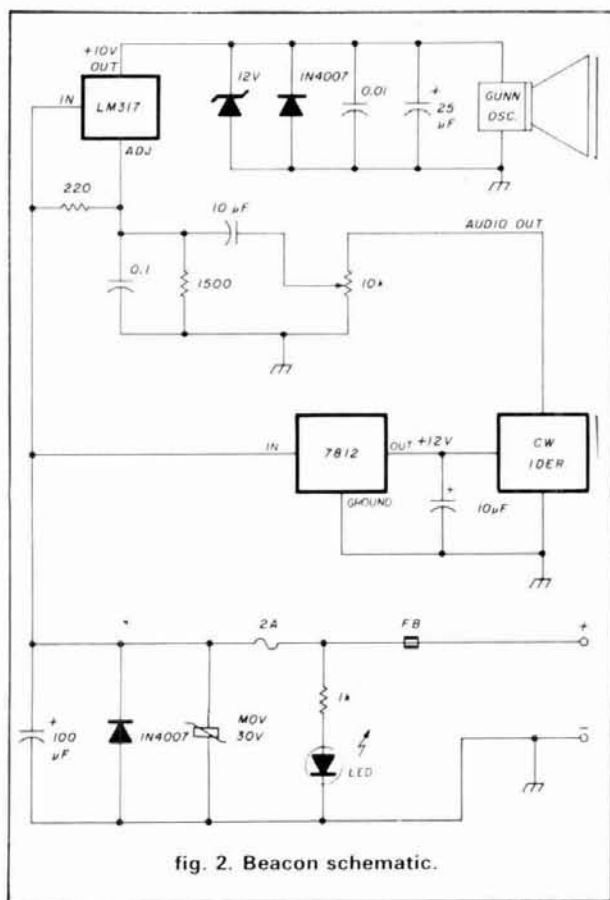 +10V
OUT
IN
LM317
ADJ
12V
1N4007
0.01
+
25
µF
GUNN
OSC.
220
10 µF
AUDIO OUT
0.1
1500
10k
IN
7812
OUT
+12V
GROUND
+
10µF
CW
IDER
2A
FB
+
+
100
µF
1N4007
MOV
30V
1k
LED
−
fig. 2. Beacon schematic.